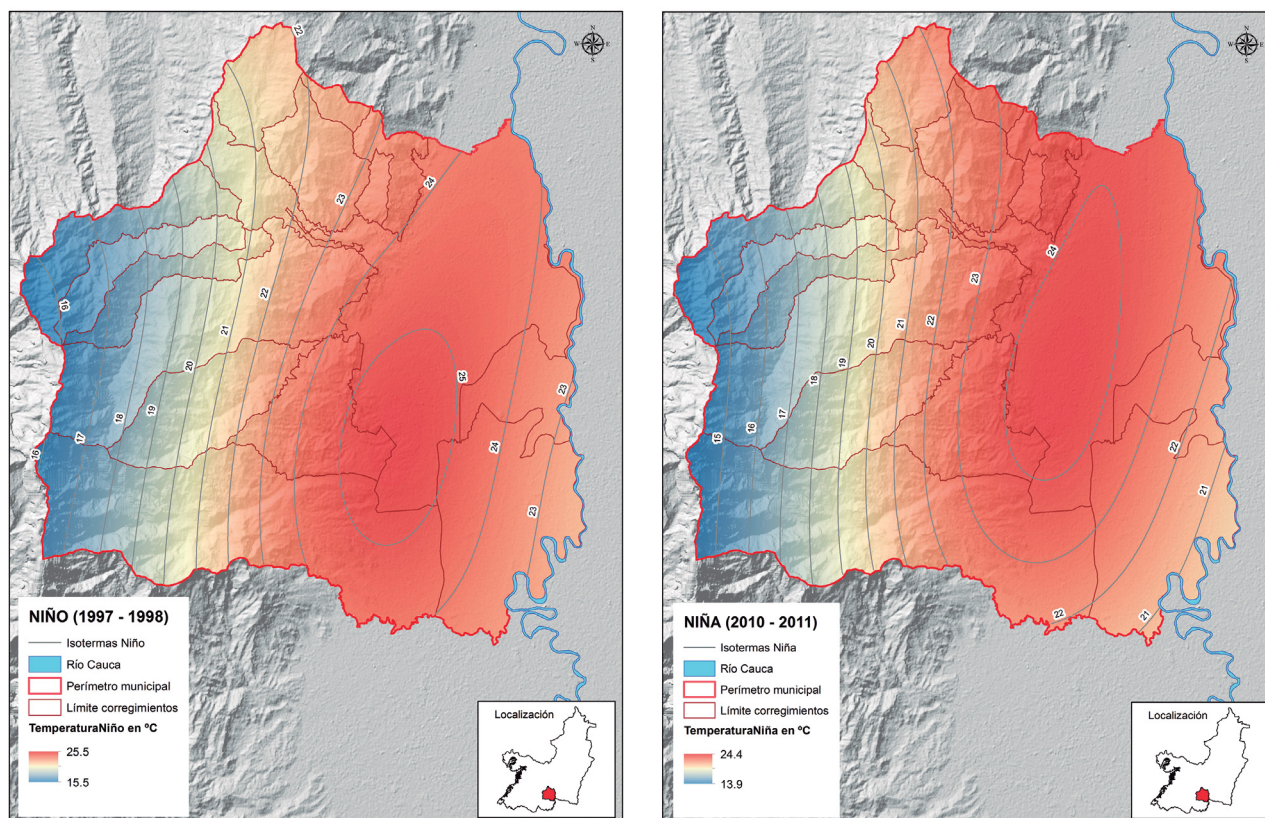 22
N
W E
S
16
23
24
22
21
20
19
18
17
16
25
24
23
23
NIÑO (1997 - 1998)
Isotermas Niño
Río Cauca
Perímetro municipal
Límite corregimientos
TemperaturaNiño en ºC
25.5
15.5
Localización
N
W E
S
24
23
22
21
20
19
18
17
16
15
22
21
22
21
NIÑA (2010 - 2011)
Isotermas Niña
Río Cauca
Perímetro municipal
Límite corregimientos
TemperaturaNiña en ºC
24.4
13.9
Localización